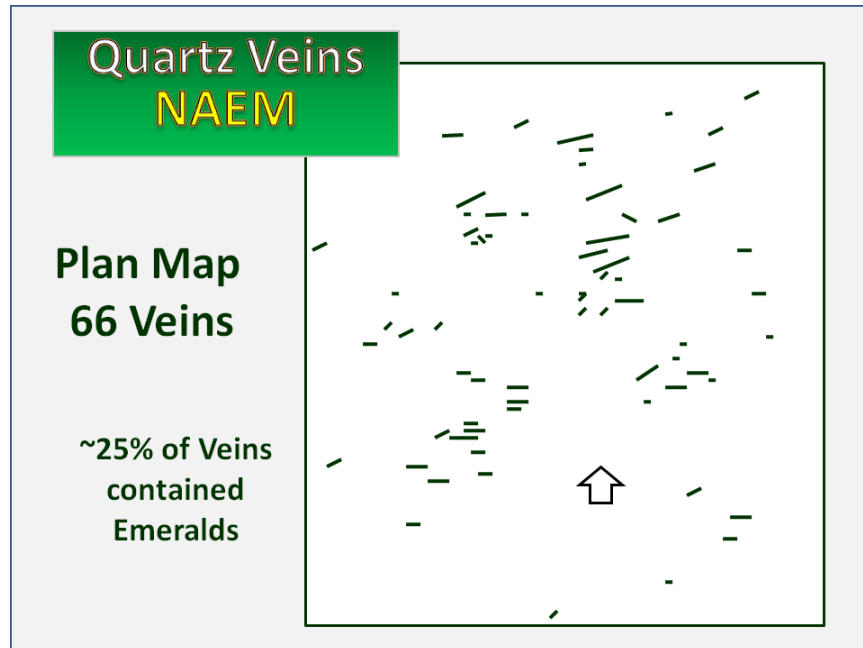 Quartz Veins
NAEM
Plan Map
66 Veins
~25% of Veins
contained
Emeralds